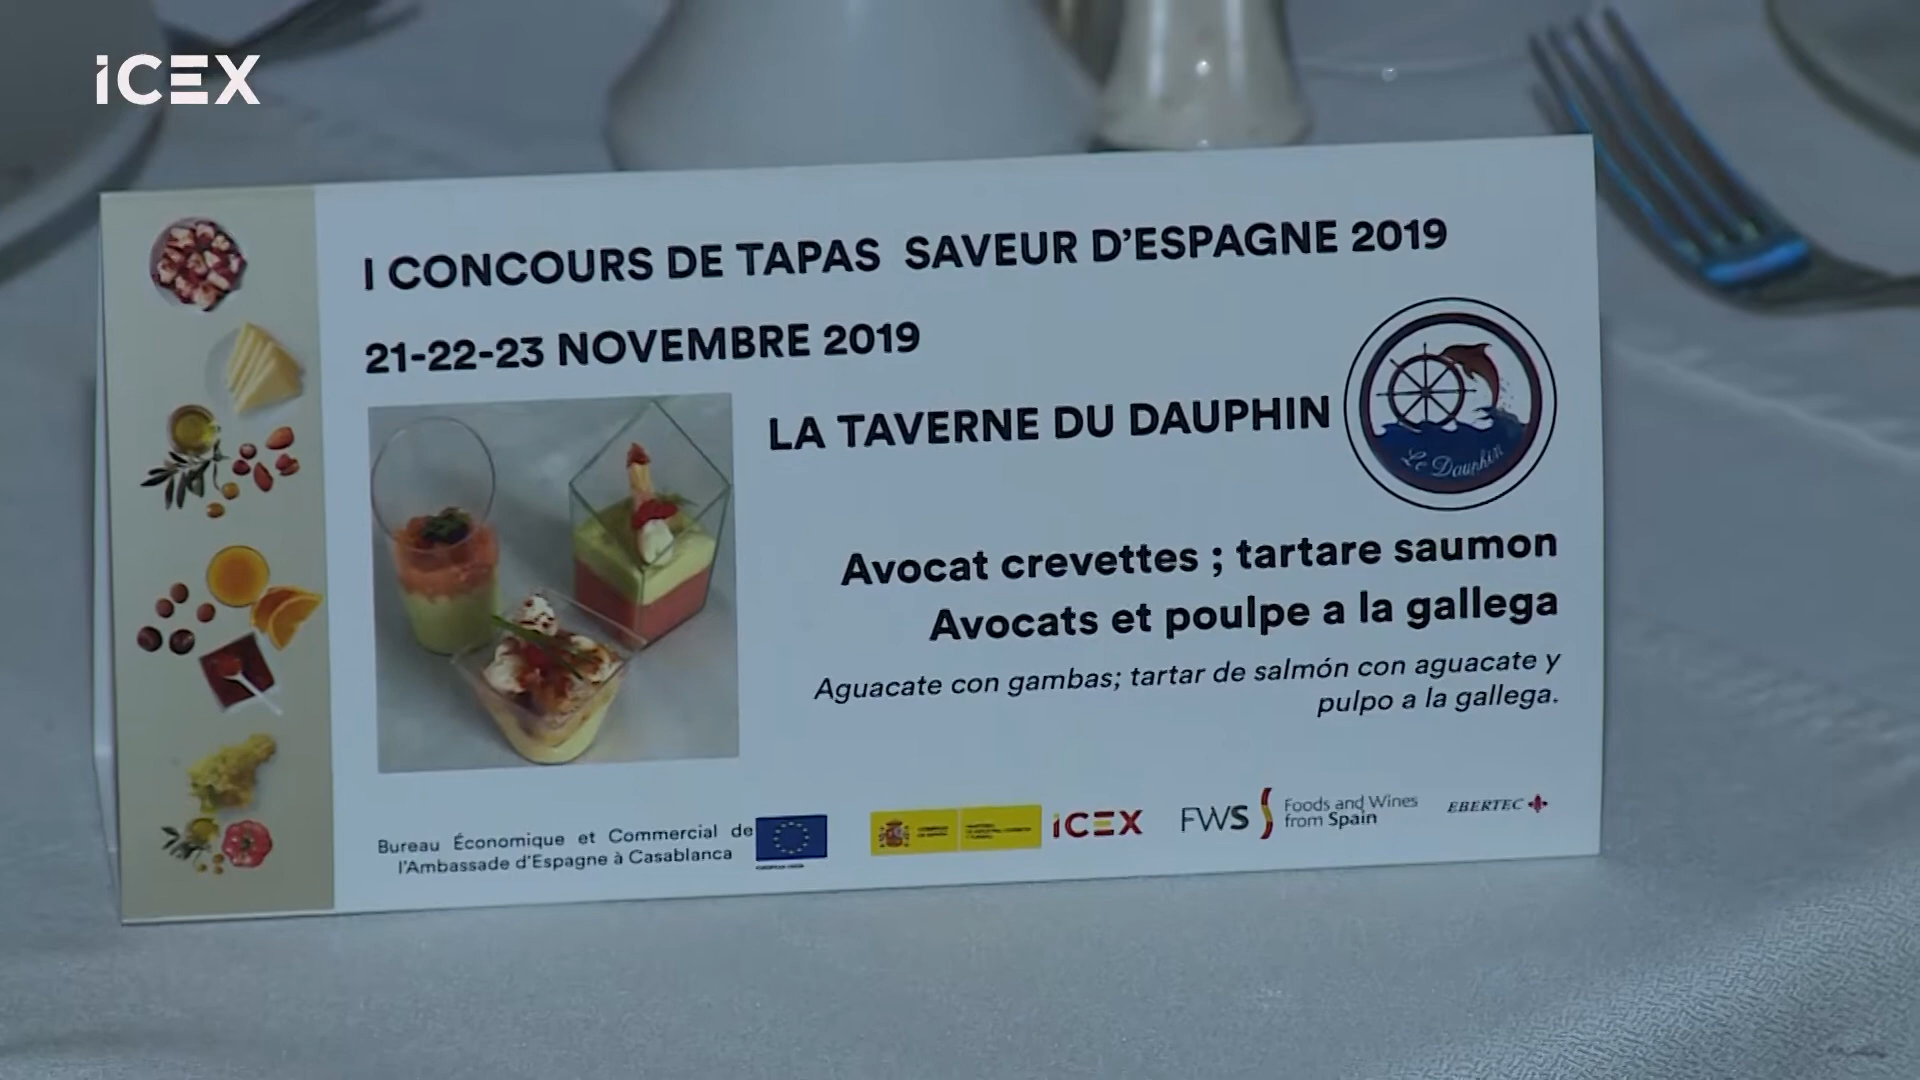 iCEX
I CONCOURS DE TAPAS SAVEUR D'ESPAGNE 2019
21-22-23 NOVEMBRE 2019
LA TAVERNE DU DAUPHIN
Le Dauphin
Avocat crevettes ; tartare saumon
Avocats et poulpe a la gallega
Aguacate con gambas; tartar de salmón con aguacate y
pulpo a la gallega.
Bureau Économique et Commercial de
l'Ambassade d'Espagne à Casablanca
iCEX
FWS
Foods and Wines
from Spain
EBERTEC